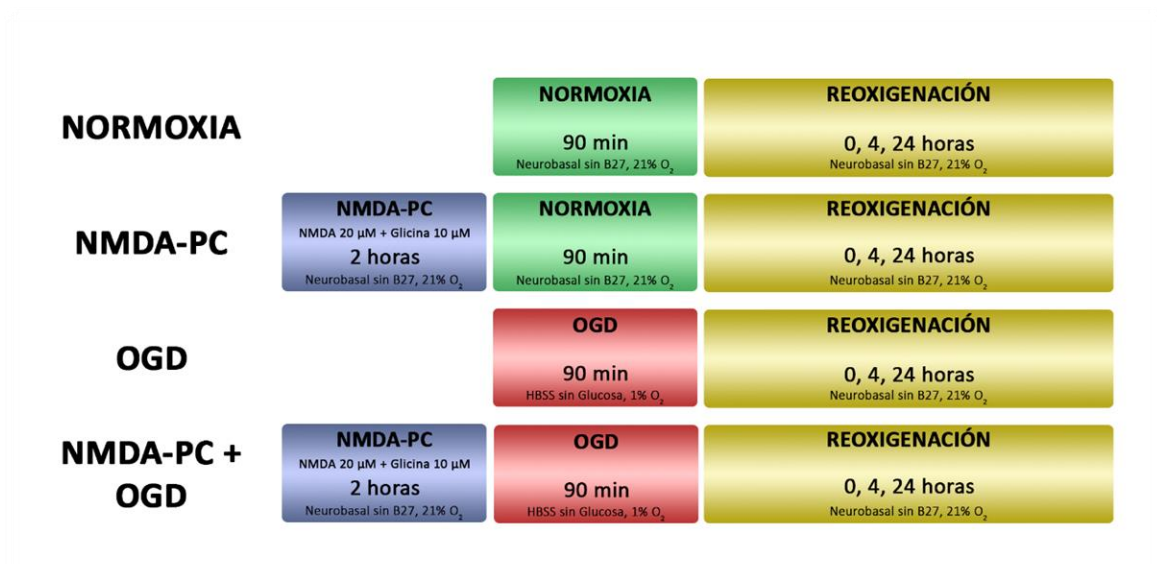 NORMOXIA
NORMOXIA
90 min
Neurobasal sin B27, 21% O₂
REOXIGENACIÓN
0, 4, 24 horas
Neurobasal sin B27, 21% O₂
NMDA-PC
NMDA-PC
NMDA 20 µM + Glicina 10 µM
2 horas
Neurobasal sin B27, 21% O₂
NORMOXIA
90 min
Neurobasal sin B27, 21% O₂
REOXIGENACIÓN
0, 4, 24 horas
Neurobasal sin B27, 21% O₂
OGD
OGD
90 min
HBSS sin Glucosa, 1% O₂
REOXIGENACIÓN
0, 4, 24 horas
Neurobasal sin B27, 21% O₂
NMDA-PC +
OGD
NMDA-PC
NMDA 20 µM + Glicina 10 µM
2 horas
Neurobasal sin B27, 21% O₂
OGD
90 min
HBSS sin Glucosa, 1% O₂
REOXIGENACIÓN
0, 4, 24 horas
Neurobasal sin B27, 21% O₂